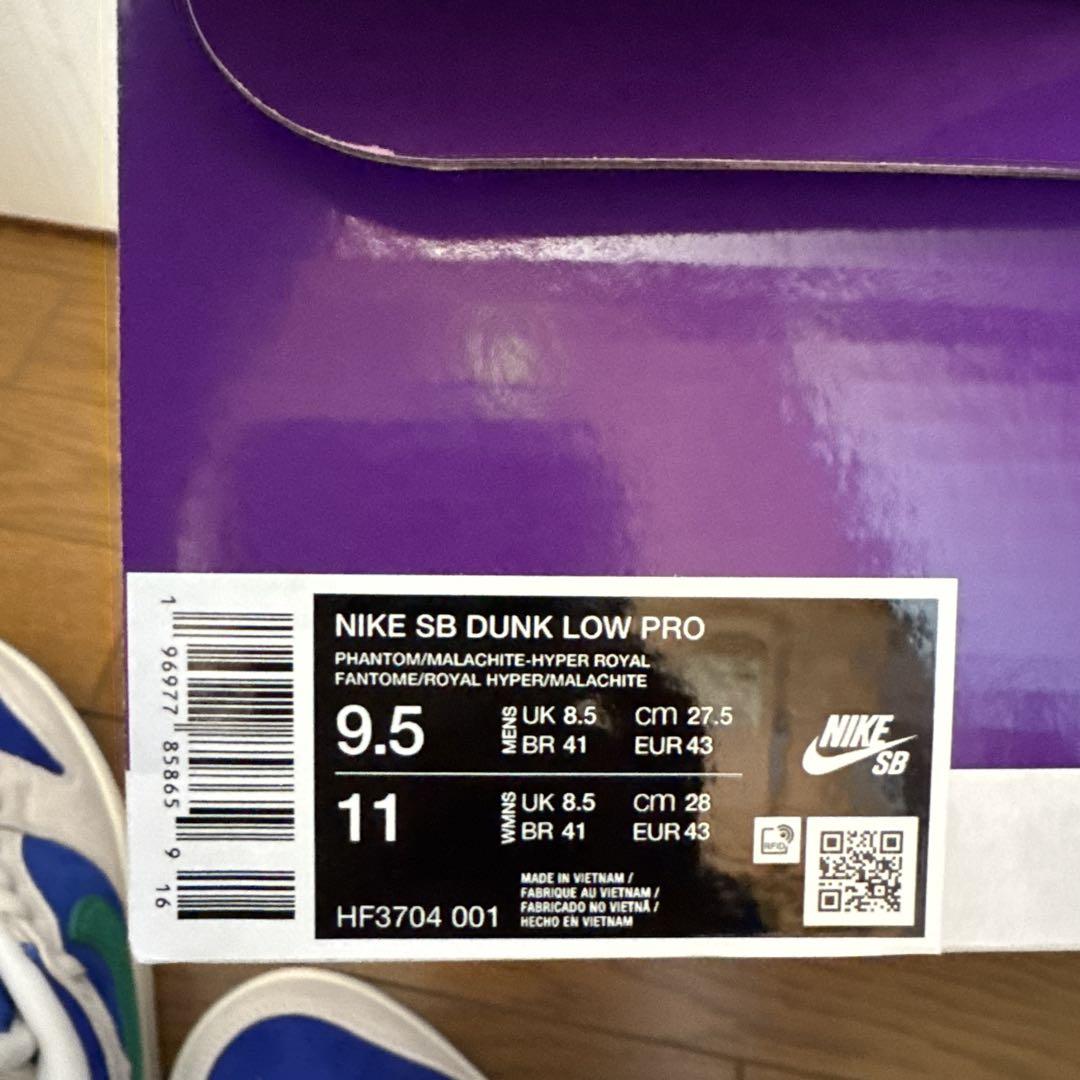 NIKE SB DUNK LOW PRO
PHANTOM/MALACHITE-HYPER ROYAL
FANTOME/ROYAL HYPER/MALACHITE
9.5
MENS
UK 8.5 cm 27.5
BR 41 EUR 43
11
WMNS
UK 8.5 cm 28
BR 41 EUR 43
HF3704 001
MADE IN VIETNAM /
FABRIQUE AU VIETNAM /
FABRICADO NO VIETNÃ /
HECHO EN VIETNAM
NIKE
SB
RFID
1 96977 85865 9 16